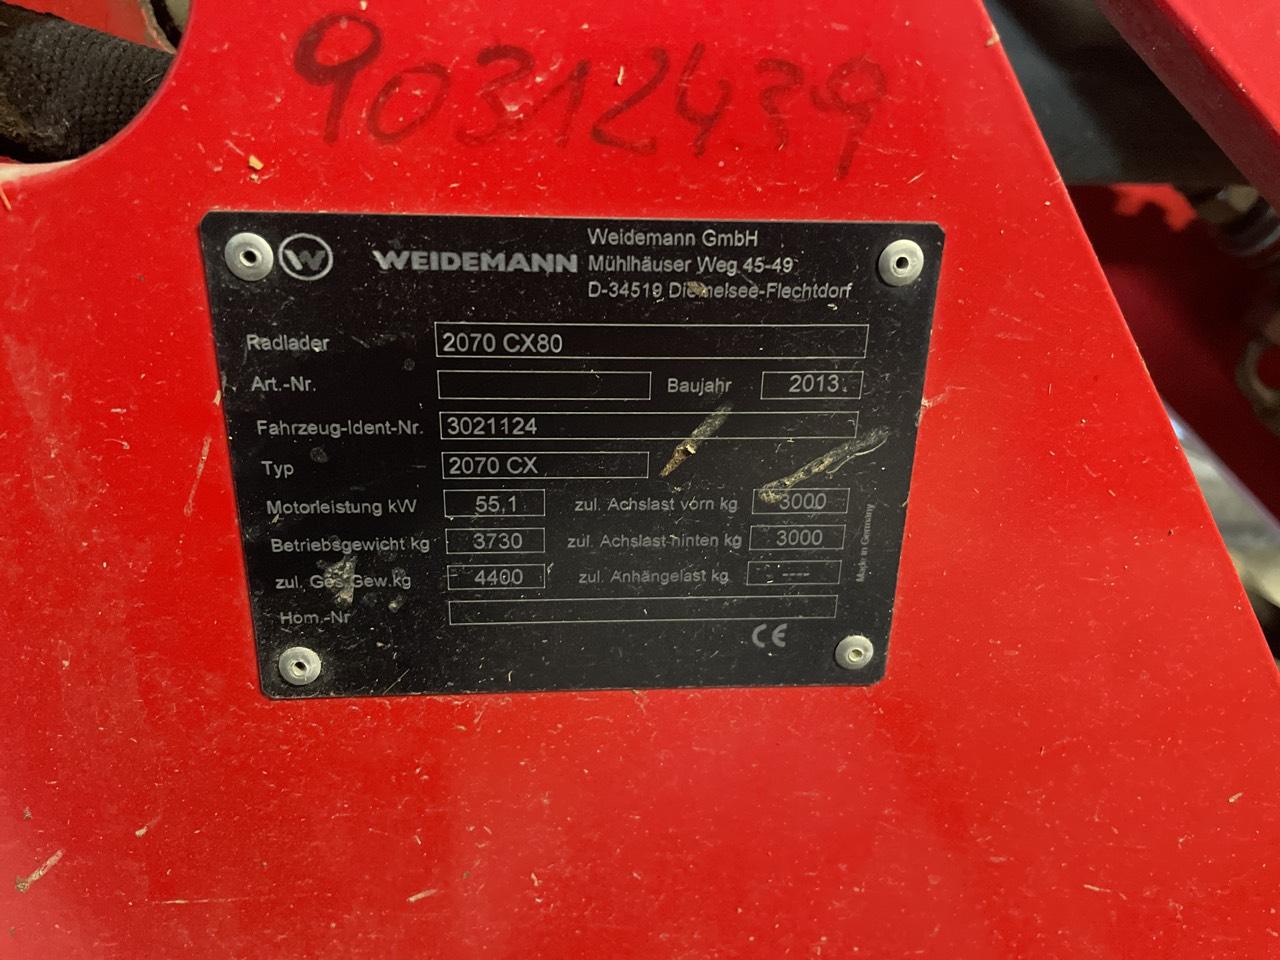 90312439
W WEIDEMANN
Weidemann GmbH
Mühlhäuser Weg 45-49
D-34519 Diemelsee-Flechtdorf
Radlader 2070 CX80
Art.-Nr. Baujahr 2013
Fahrzeug-Ident-Nr. 3021124
Typ 2070 CX
Motorleistung kW 55,1 zul. Achslast vorn kg 3000
Betriebsgewicht kg 3730 zul. Achslast hinten kg 3000
zul. Ges.Gew.kg 4400 zul. Anhängelast kg ----
Hom.-Nr
Made in Germany
CE